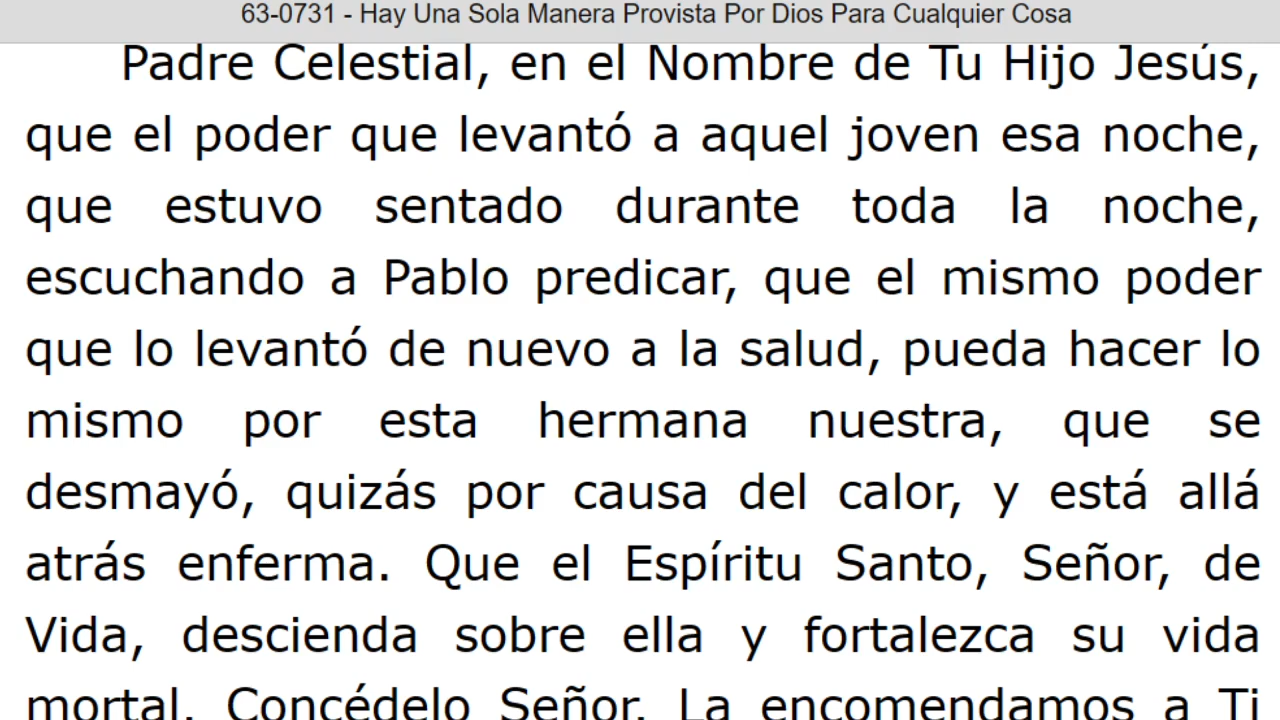 63-0731 - Hay Una Sola Manera Provista Por Dios Para Cualquier Cosa
Padre Celestial, en el Nombre de Tu Hijo Jesús,
que el poder que levantó a aquel joven esa noche,
que estuvo sentado durante toda la noche,
escuchando a Pablo predicar, que el mismo poder
que lo levantó de nuevo a la salud, pueda hacer lo
mismo por esta hermana nuestra, que se
desmayó, quizás por causa del calor, y está allá
atrás enferma. Que el Espíritu Santo, Señor, de
Vida, descienda sobre ella y fortalezca su vida
mortal. Concédelo Señor. La encomendamos a Ti